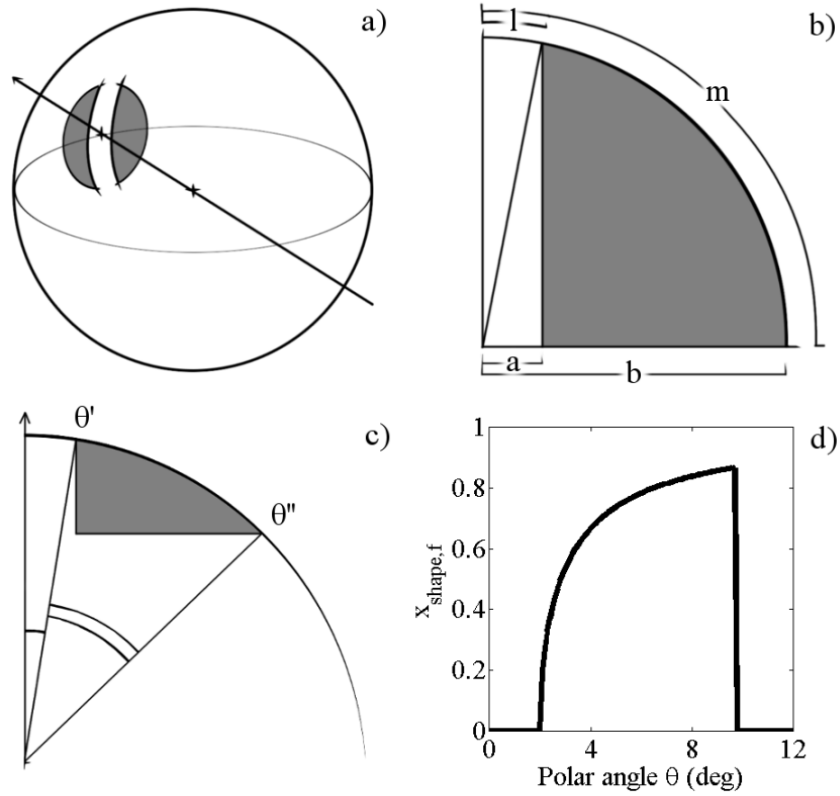 a)
b)
l
m
a
b
c)
θ'
θ"
d)
1
0.8
0.6
0.4
0.2
0
x_shape,f
0 4 8 12
Polar angle θ (deg)